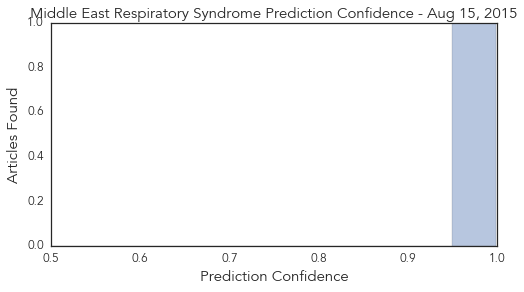 Middle East Respiratory Syndrome Prediction Confidence - Aug 15, 2015
1.0
0.8
0.6
0.4
0.2
0.0
Articles Found
0.5 0.6 0.7 0.8 0.9 1.0
Prediction Confidence